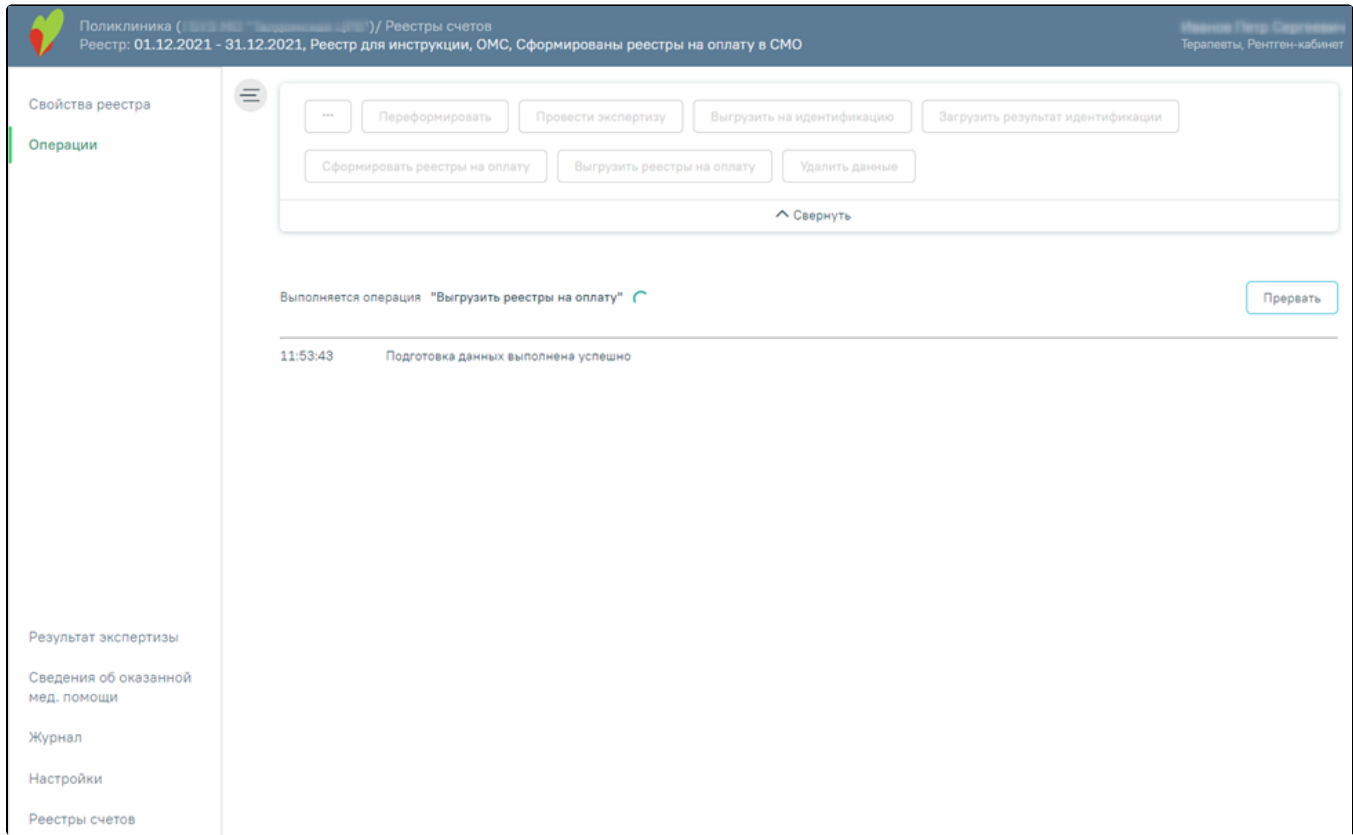 Поликлиника ( )/ Реестры счетов
Реестр: 01.12.2021 - 31.12.2021, Реестр для инструкции, ОМС, Сформированы реестры на оплату в СМО
Терапевты, Рентген-кабинет
Свойства реестра
Операции
... Переформировать Провести экспертизу Выгрузить на идентификацию Загрузить результат идентификации
Сформировать реестры на оплату Выгрузить реестры на оплату Удалить данные
Свернуть
Выполняется операция "Выгрузить реестры на оплату" Прервать
11:53:43 Подготовка данных выполнена успешно
Результат экспертизы
Сведения об оказанной
мед. помощи
Журнал
Настройки
Реестры счетов